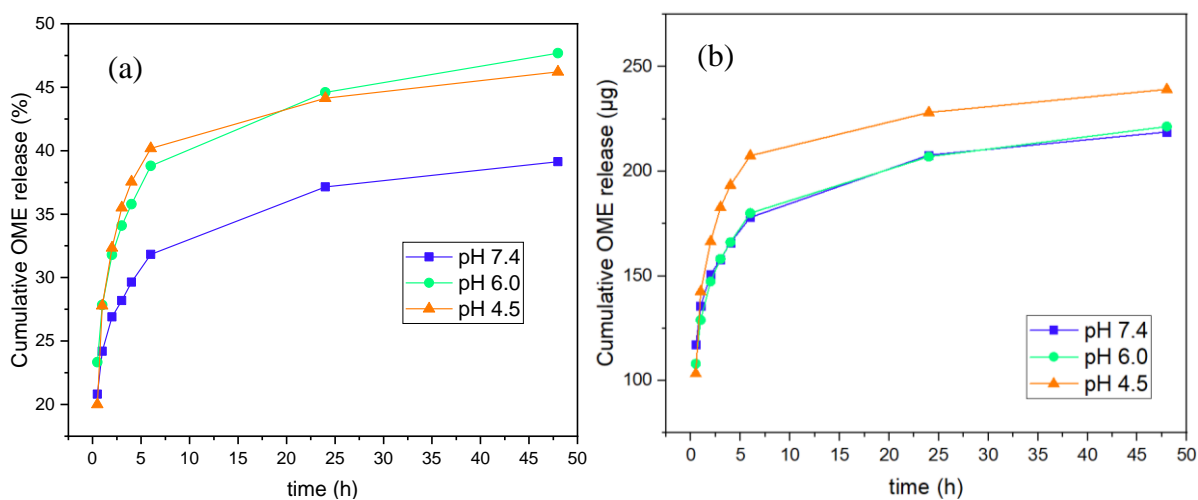 (a)
Cumulative OME release (%)
50
45
40
35
30
25
20
pH 7.4
pH 6.0
pH 4.5
0 5 10 15 20 25 30 35 40 45 50
time (h)
(b)
Cumulative OME release (μg)
250
200
150
100
pH 7.4
pH 6.0
pH 4.5
0 5 10 15 20 25 30 35 40 45 50
time (h)